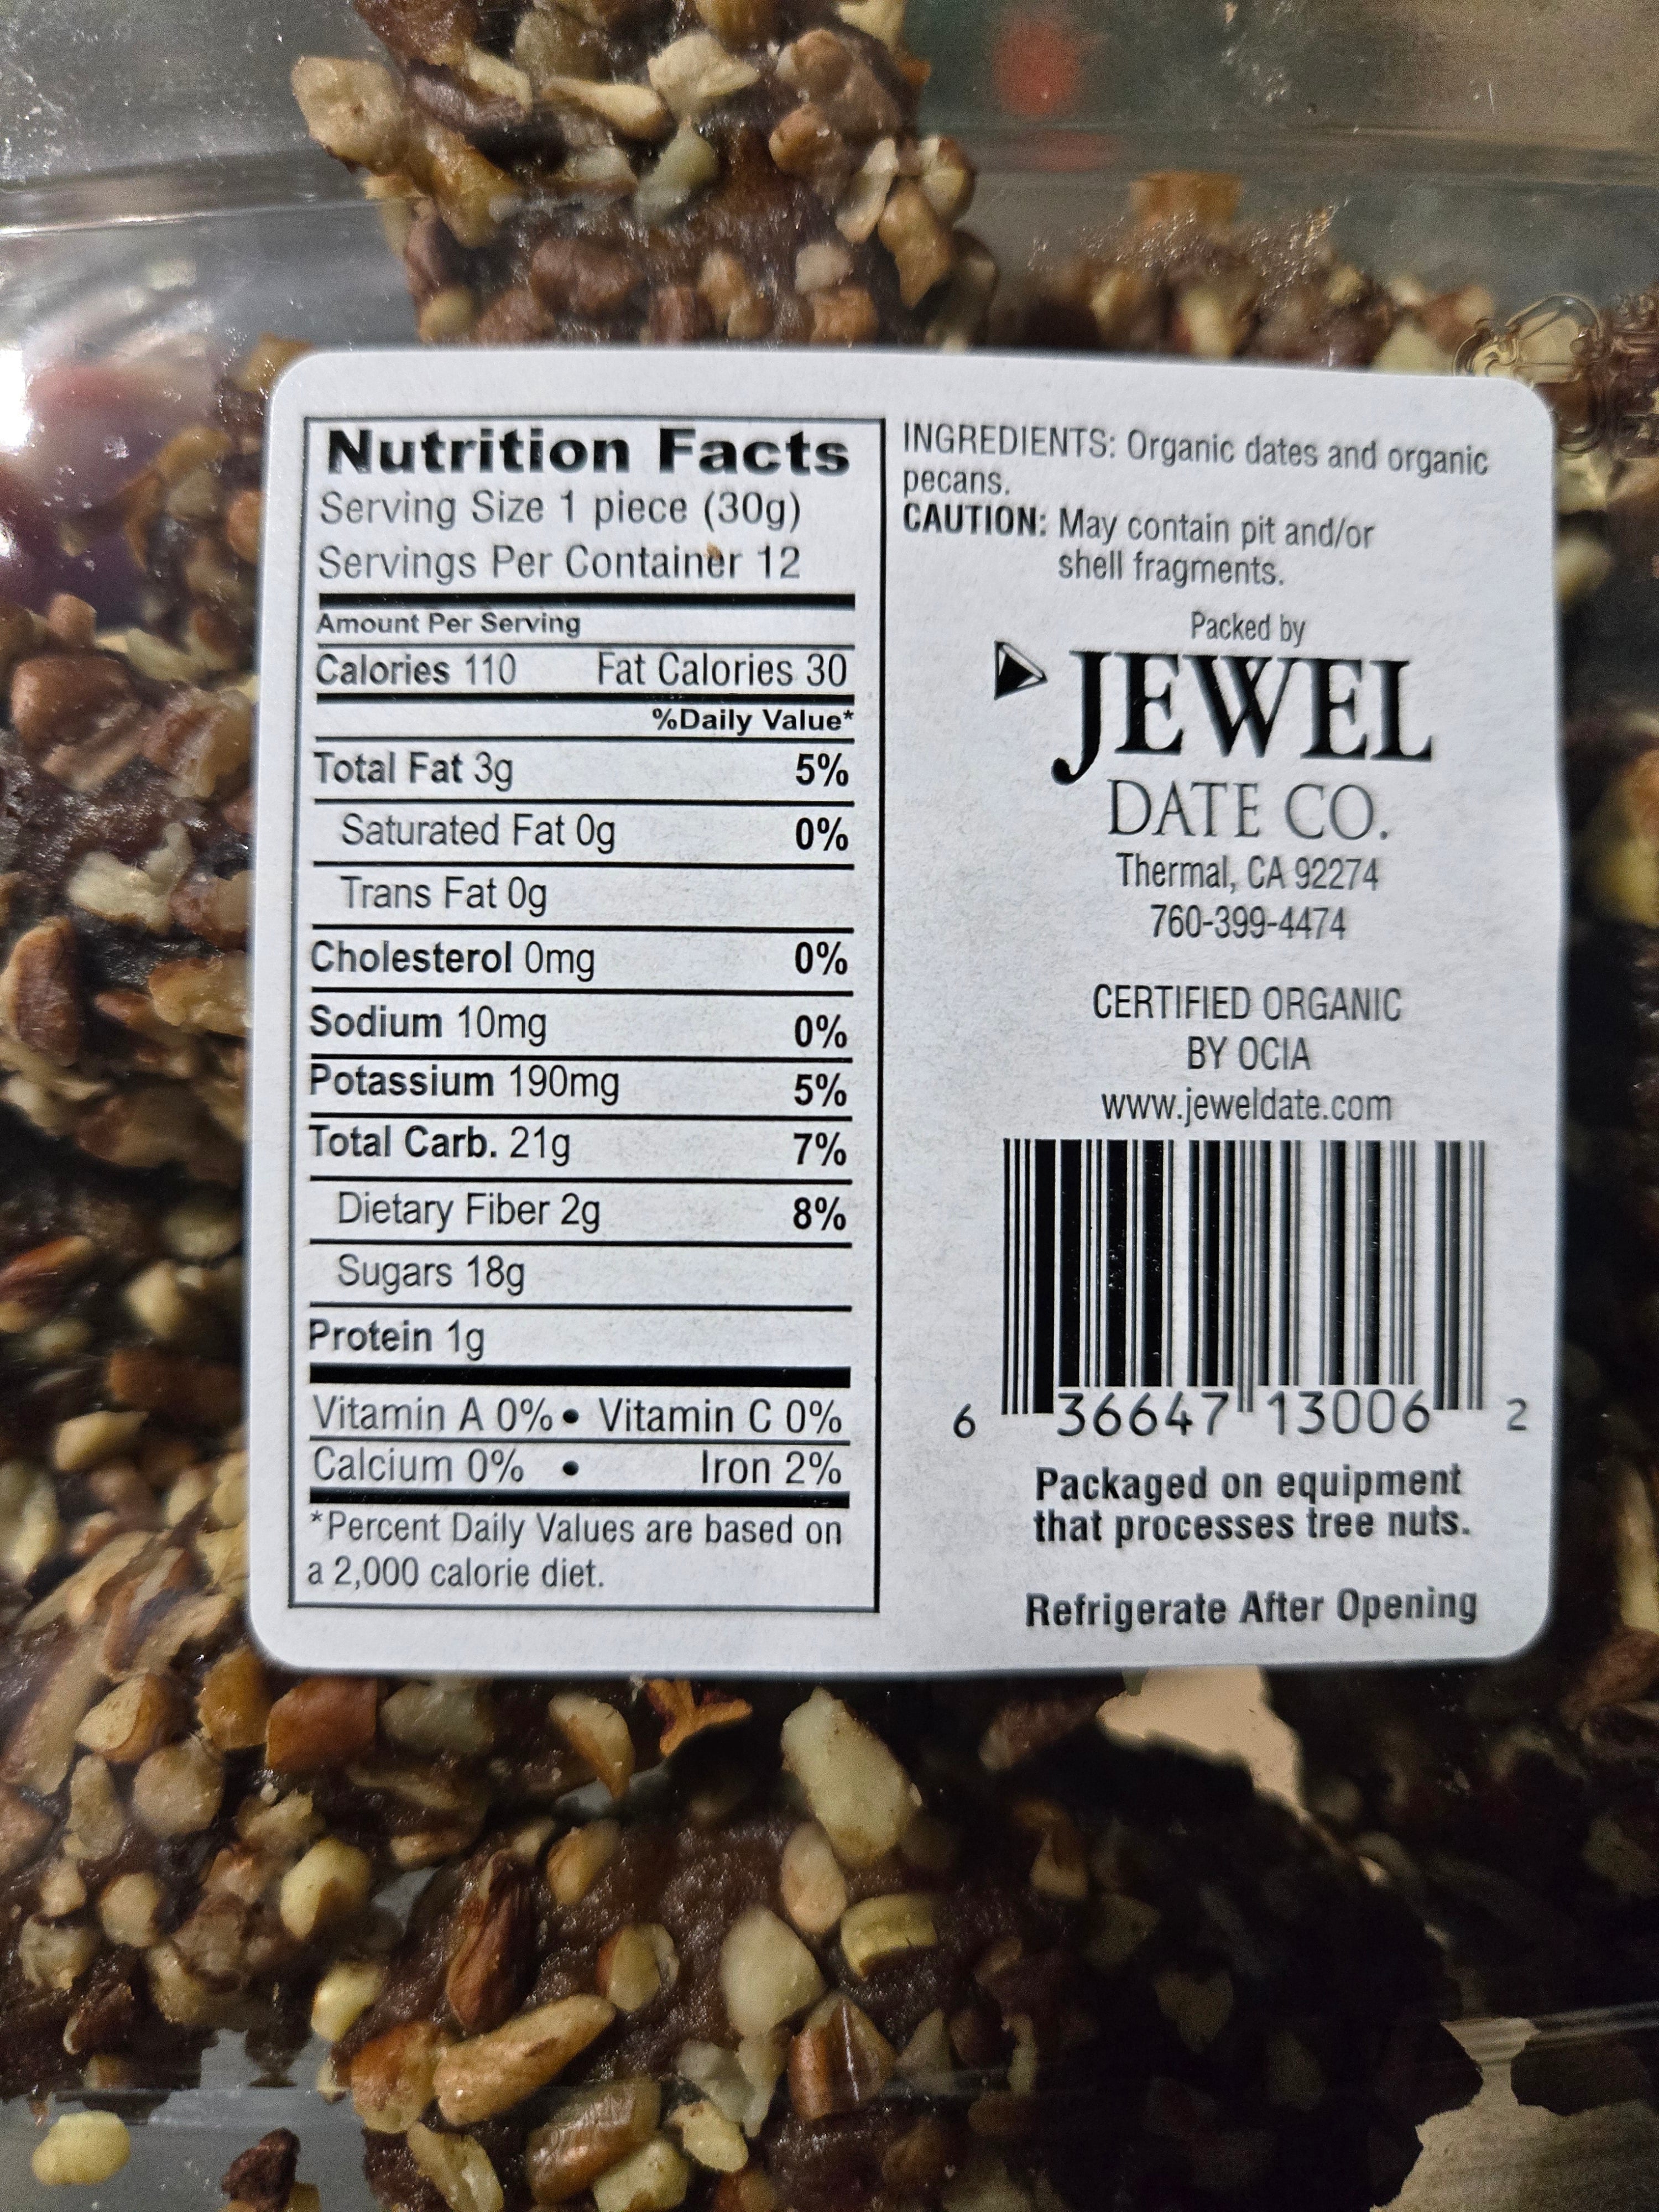 Nutrition Facts
Serving Size 1 piece (30g)
Servings Per Container 12
Amount Per Serving
Calories 110 Fat Calories 30
%Daily Value*
Total Fat 3g 5%
Saturated Fat 0g 0%
Trans Fat 0g
Cholesterol 0mg 0%
Sodium 10mg 0%
Potassium 190mg 5%
Total Carb. 21g 7%
Dietary Fiber 2g 8%
Sugars 18g
Protein 1g
Vitamin A 0% • Vitamin C 0%
Calcium 0% • Iron 2%
*Percent Daily Values are based on
a 2,000 calorie diet.
INGREDIENTS: Organic dates and organic
pecans.
CAUTION: May contain pit and/or
shell fragments.
Packed by
JEWEL
DATE CO.
Thermal, CA 92274
760-399-4474
CERTIFIED ORGANIC
BY OCIA
www.jeweldate.com
6 36647 13006 2
Packaged on equipment
that processes tree nuts.
Refrigerate After Opening